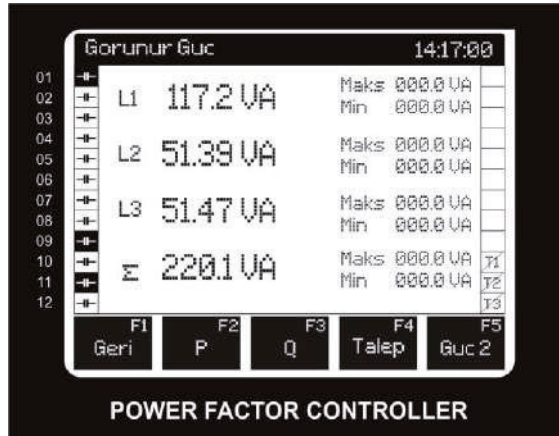 Gorunur Guc 14:17:00
01
02
03
04
05
06
07
08
09
10
11
12
L1 117.2 VA Maks 000.0 VA
Min 000.0 VA
L2 51.39 VA Maks 000.0 VA
Min 000.0 VA
L3 51.47 VA Maks 000.0 VA
Min 000.0 VA
Σ 220.1 VA Maks 000.0 VA
Min 000.0 VA
T1
T2
T3
F1 F2 F3 F4 F5
Geri P Q Talep Guc 2
POWER FACTOR CONTROLLER